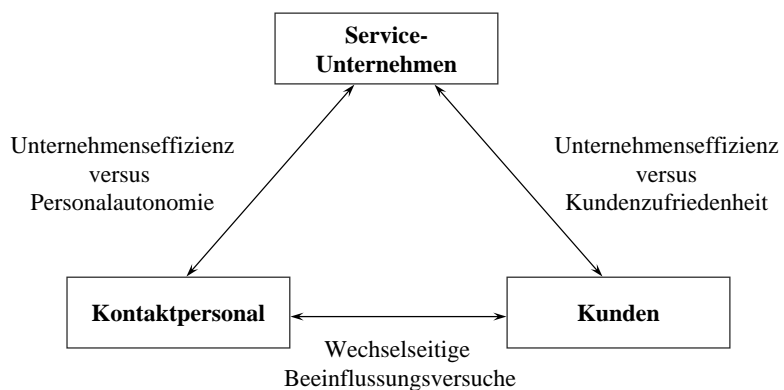 Service-
Unternehmen
Unternehmenseffizienz
versus
Personalautonomie
Unternehmenseffizienz
versus
Kundenzufriedenheit
Kontaktpersonal
Kunden
Wechselseitige
Beeinflussungsversuche